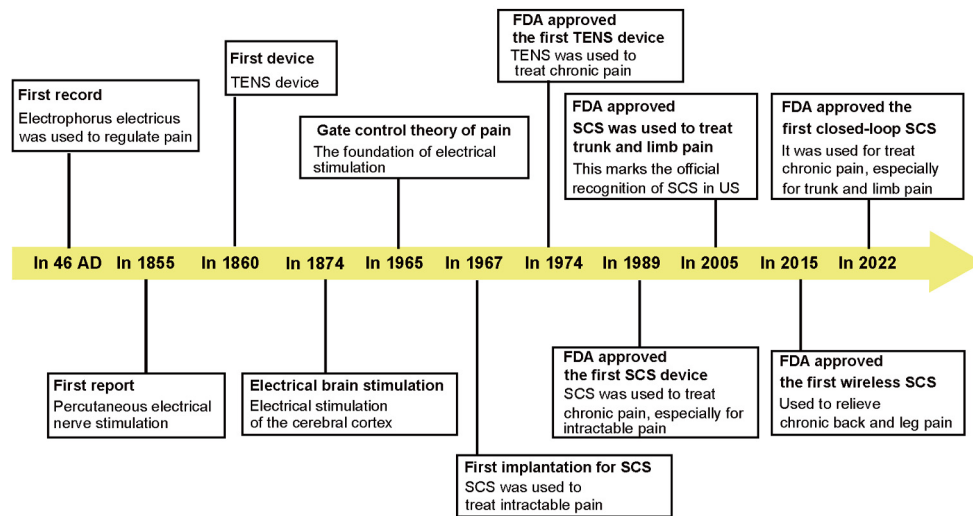 First record
Electrophorus electricus
was used to regulate pain
First device
TENS device
Gate control theory of pain
The foundation of electrical
stimulation
FDA approved
the first TENS device
TENS was used to
treat chronic pain
FDA approved
SCS was used to treat
trunk and limb pain
This marks the official
recognition of SCS in US
FDA approved the
first closed-loop SCS
It was used for treat
chronic pain, especially
for trunk and limb pain
In 46 AD In 1855 In 1860 In 1874 In 1965 In 1967 In 1974 In 1989 In 2005 In 2015 In 2022
First report
Percutaneous electrical
nerve stimulation
Electrical brain stimulation
Electrical stimulation
of the cerebral cortex
First implantation for SCS
SCS was used to
treat intractable pain
FDA approved
the first SCS device
SCS was used to treat
chronic pain, especially for
intractable pain
FDA approved
the first wireless SCS
Used to relieve
chronic back and leg pain